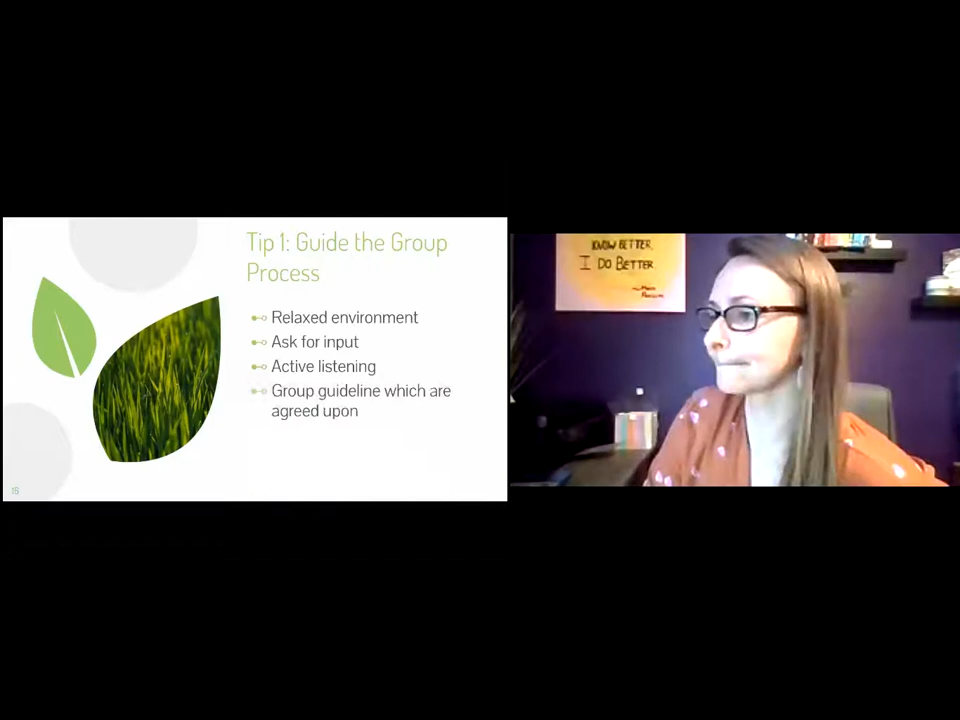 Tip 1: Guide the Group
Process
Relaxed environment
Ask for input
Active listening
Group guideline which are
agreed upon
18
KNOW BETTER,
I DO BETTER